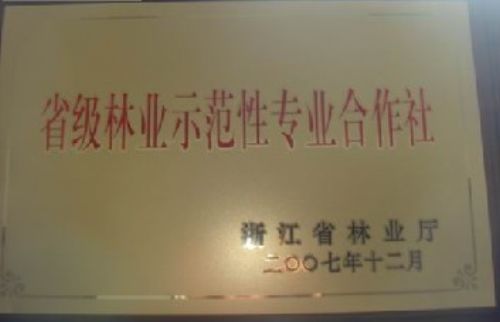 省级林业示范性专业合作社
浙江省林业厅
二〇〇七年十二月